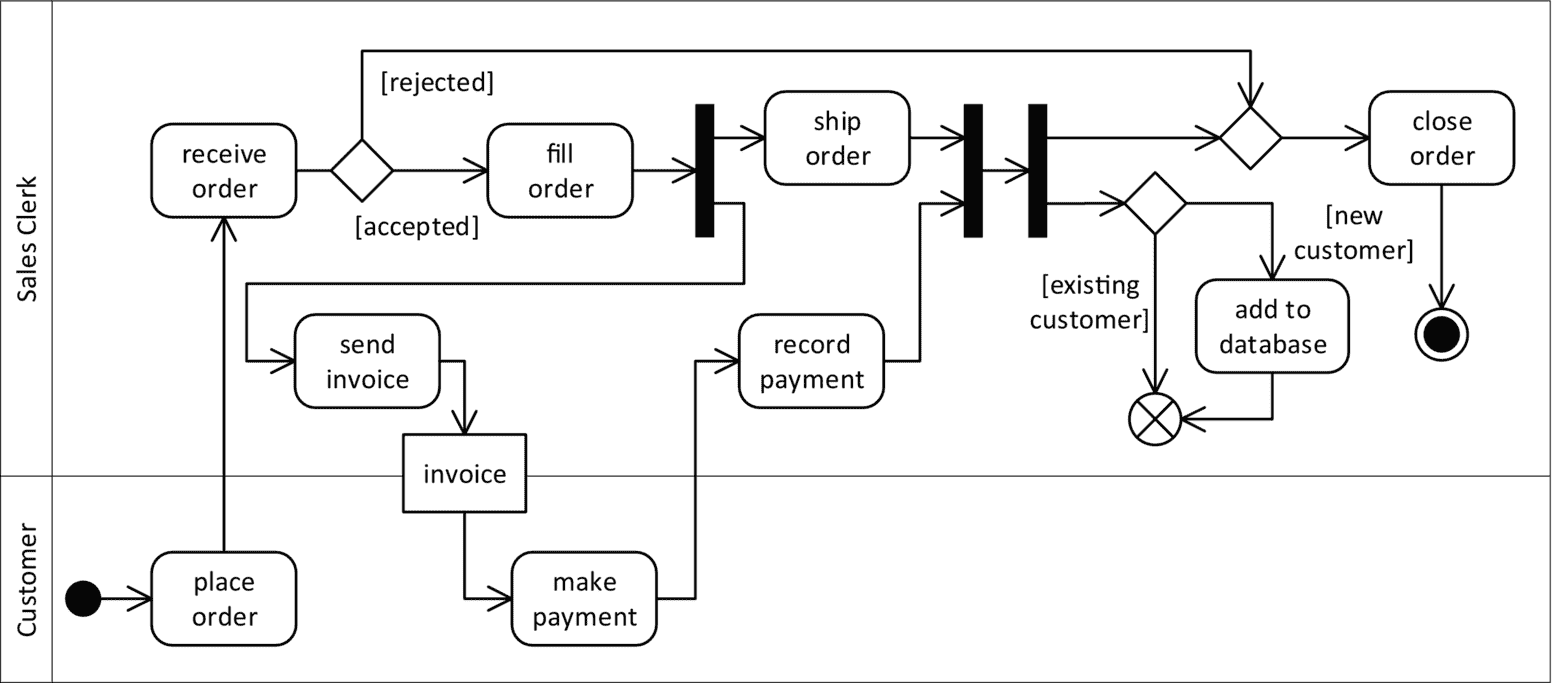 Sales Clerk
receive
order
[rejected]
[accepted]
fill
order
ship
order
close
order
[new
customer]
[existing
customer]
add to
database
send
invoice
record
payment
invoice
Customer
place
order
make
payment